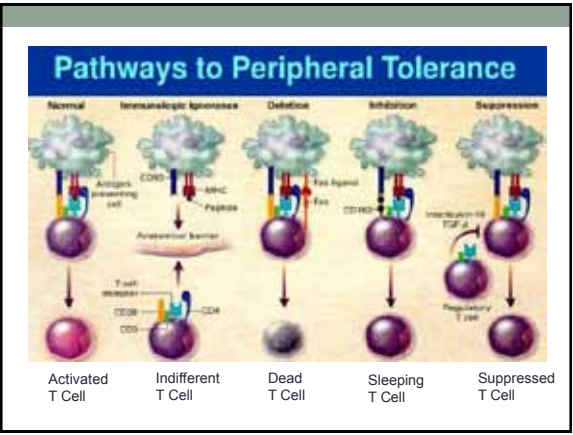 Pathways to Peripheral Tolerance
Normal
Immunologic Ignorance
Deletion
Inhibition
Suppression
Antigen-
presenting
cell
CD80
MHC
Peptide
Anatomical barrier
T-cell
receptor
CD28
CD3
CD4
Fas ligand
Fas
Interleukin-10
TGF-β
Regulatory
T cell
Activated
T Cell
Indifferent
T Cell
Dead
T Cell
Sleeping
T Cell
Suppressed
T Cell